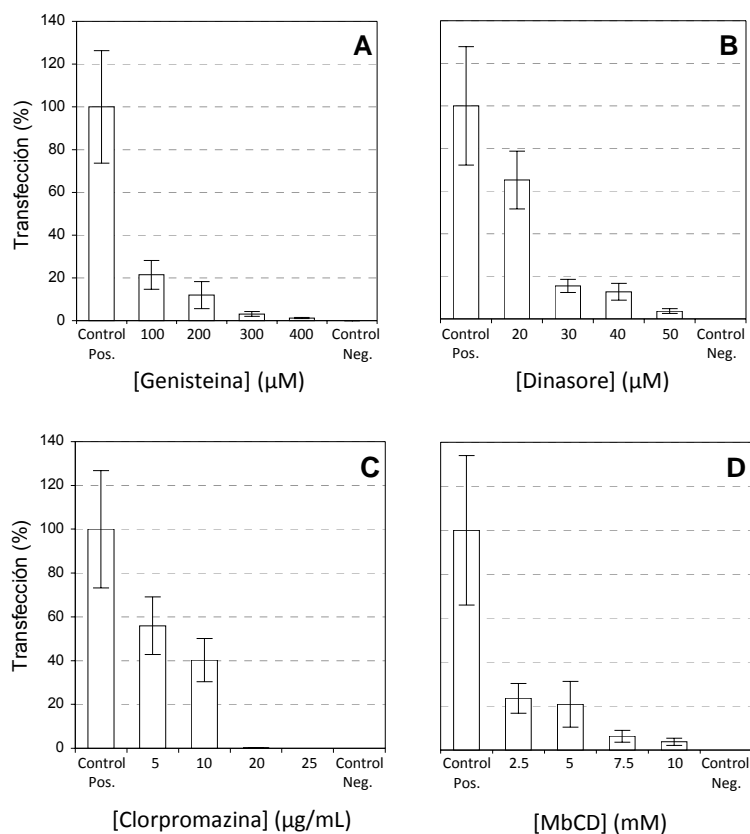 A
Transfección (%)
140
120
100
80
60
40
20
0
Control Pos. 100 200 300 400 Control Neg.
[Genisteina] (µM)
B
Control Pos. 20 30 40 50 Control Neg.
[Dinasore] (µM)
C
Transfección (%)
140
120
100
80
60
40
20
0
Control Pos. 5 10 20 25 Control Neg.
[Clorpromazina] (µg/mL)
D
Control Pos. 2.5 5 7.5 10 Control Neg.
[MbCD] (mM)